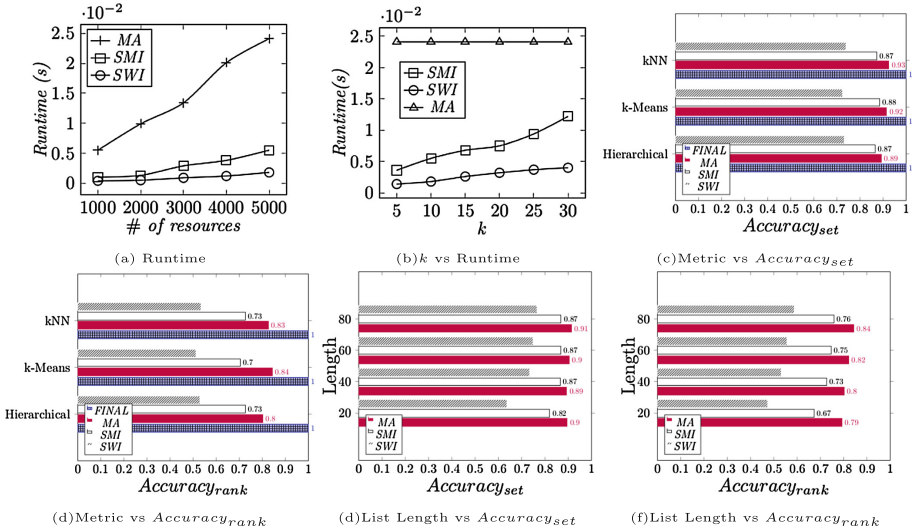 ·10⁻²
2.5
2
1.5
1
0.5
0
Runtime (s)
MA
SMI
SWI
1000 2000 3000 4000 5000
# of resources
(a) Runtime
·10⁻²
2.5
2
1.5
1
0.5
0
Runtime(s)
SMI
SWI
MA
5 10 15 20 25 30
k
(b)k vs Runtime
kNN
0.87
0.93
1
k-Means
0.88
0.92
1
Hierarchical
0.87
0.89
1
FINAL
MA
SMI
SWI
0 0.1 0.2 0.3 0.4 0.5 0.6 0.7 0.8 0.9 1
Accuracy_set
(c)Metric vs Accuracy_set
kNN
0.73
0.83
1
k-Means
0.7
0.84
1
Hierarchical
0.73
0.8
1
FINAL
MA
SMI
SWI
0 0.1 0.2 0.3 0.4 0.5 0.6 0.7 0.8 0.9 1
Accuracy_rank
(d)Metric vs Accuracy_rank
Length
80
0.87
0.91
60
0.87
0.9
40
0.87
0.89
20
0.82
0.9
MA
SMI
SWI
0 0.1 0.2 0.3 0.4 0.5 0.6 0.7 0.8 0.9 1
Accuracy_set
(d)List Length vs Accuracy_set
Length
80
0.76
0.84
60
0.75
0.82
40
0.73
0.8
20
0.67
0.79
MA
SMI
SWI
0 0.1 0.2 0.3 0.4 0.5 0.6 0.7 0.8 0.9 1
Accuracy_rank
(f)List Length vs Accuracy_rank